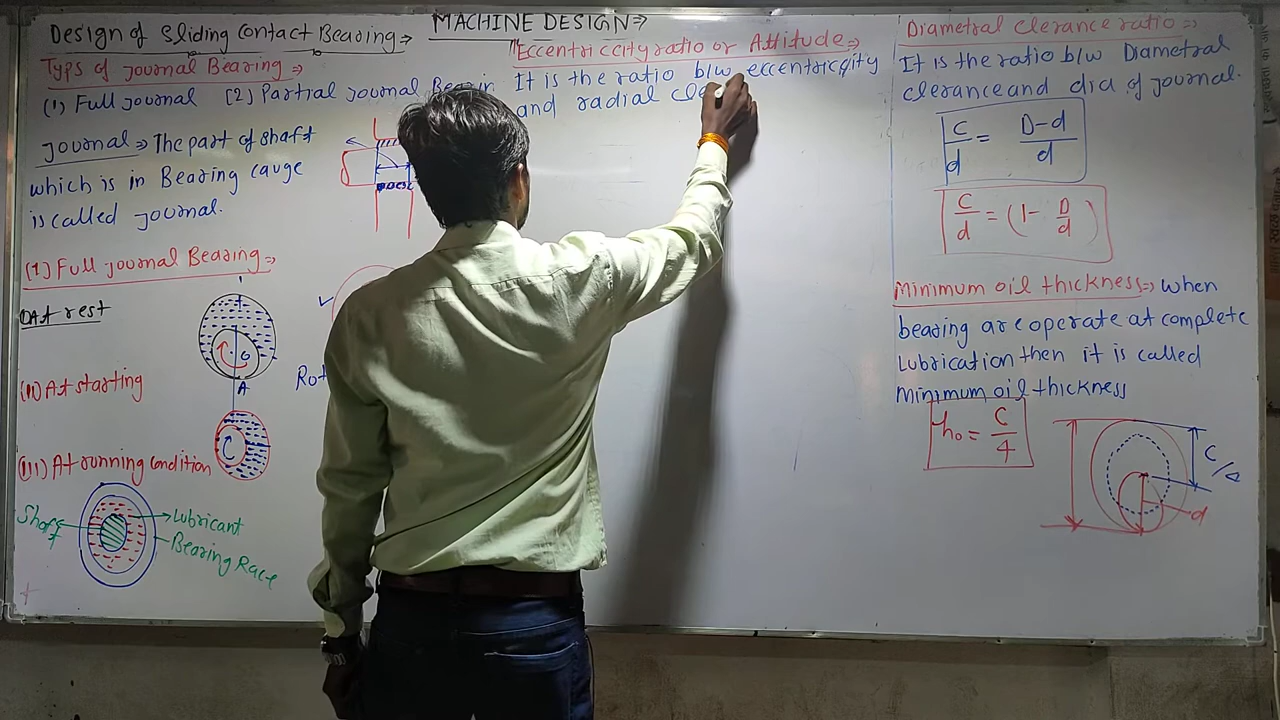 MACHINE DESIGN⇒
Design of Sliding Contact Bearing⇒
Typs of Journal Bearing⇒
(1) Full Journal (2) Partial Journal
Journal⇒ The part of shaft
which is in Bearing cauge
is called journal.
(1) Full Journal Bearing⇒
(i) At rest
G
A
(ii) At starting
C
(iii) At running condition
Shaft
Lubricant
Bearing Race
Eccentriccity ratio or Attitude⇒
It is the ratio b/w eccentricity
and radial
Diametral Clerance ratio⇒
It is the ratio b/w Diametral
clerance and dia of journal.
C/d = D-d/d
C/d = (1- D/d)
Minimum oil thickness⇒ when
bearing are operate at complete
Lubrication then it is called
minimum oil thickness
h₀ = C/4
C/2
d